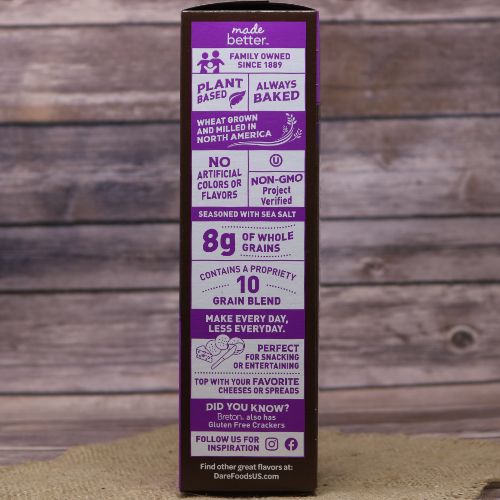 made
better™
FAMILY OWNED
SINCE 1889
PLANT
BASED
ALWAYS
BAKED
WHEAT GROWN
AND MILLED IN
NORTH AMERICA
NO
ARTIFICIAL
COLORS OR
FLAVORS
U
NON-GMO
Project
Verified
SEASONED WITH SEA SALT
8g OF WHOLE
GRAINS
CONTAINS A PROPRIETY
10
GRAIN BLEND
MAKE EVERY DAY,
LESS EVERYDAY.
PERFECT
FOR SNACKING
OR ENTERTAINING
TOP WITH YOUR FAVORITE
CHEESES OR SPREADS
DID YOU KNOW?
Breton® also has
Gluten Free Crackers
FOLLOW US FOR
INSPIRATION
Find other great flavors at:
DareFoodsUS.com